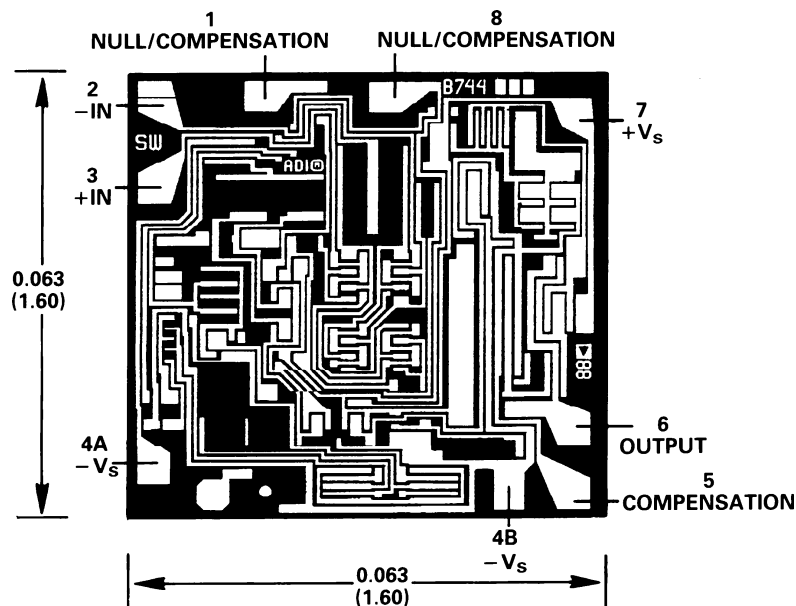 1
NULL/COMPENSATION
8
NULL/COMPENSATION
2
−IN
B744
7
+VS
SW
ADI®
3
+IN
0.063
(1.60)
88
4A
−VS
6
OUTPUT
5
COMPENSATION
4B
−VS
0.063
(1.60)